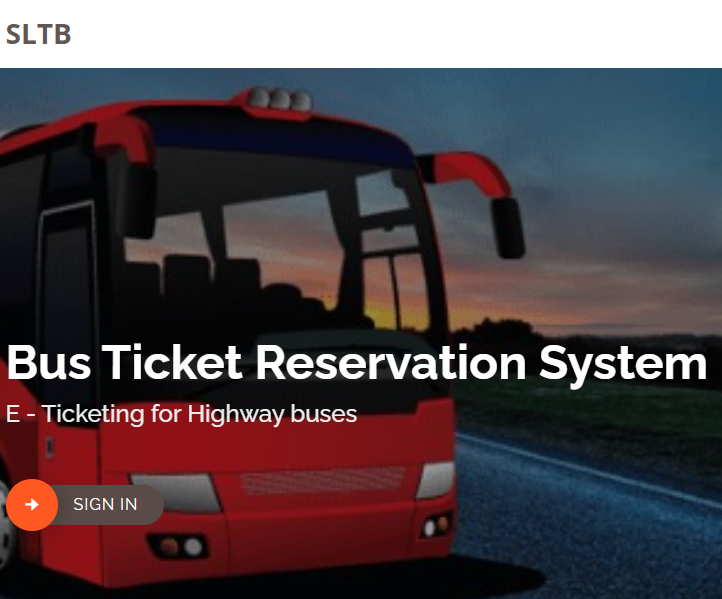 SLTB
Bus Ticket Reservation System
E - Ticketing for Highway buses
SIGN IN